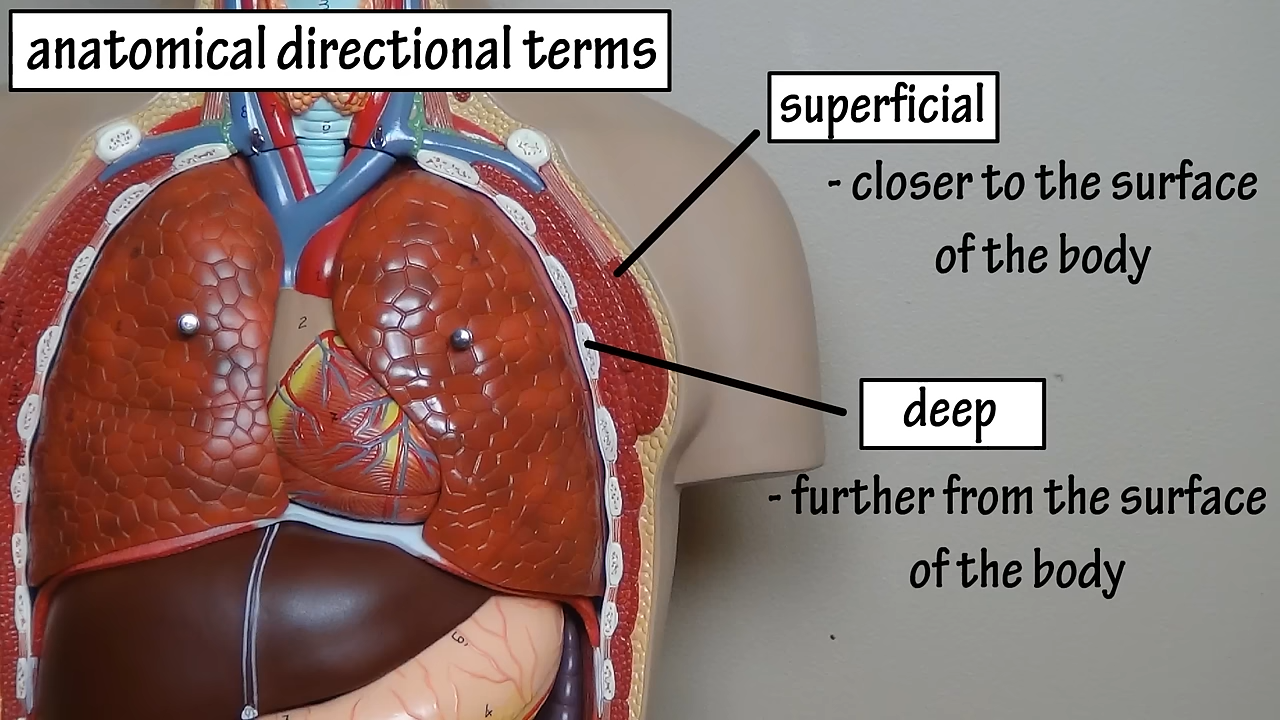 anatomical directional terms
superficial
- closer to the surface
of the body
deep
- further from the surface
of the body
2